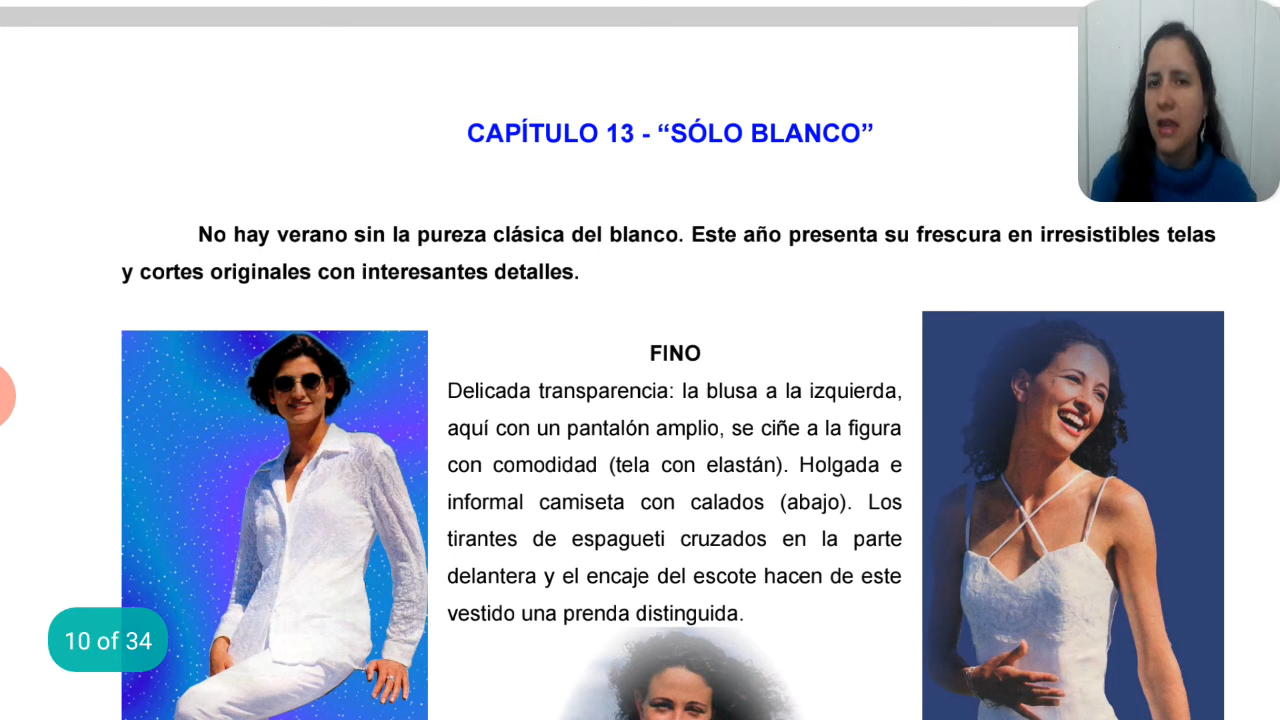 CAPÍTULO 13 - “SÓLO BLANCO”
No hay verano sin la pureza clásica del blanco. Este año presenta su frescura en irresistibles telas
y cortes originales con interesantes detalles.
FINO
Delicada transparencia: la blusa a la izquierda,
aquí con un pantalón amplio, se ciñe a la figura
con comodidad (tela con elastán). Holgada e
informal camiseta con calados (abajo). Los
tirantes de espagueti cruzados en la parte
delantera y el encaje del escote hacen de este
vestido una prenda distinguida.
10 of 34